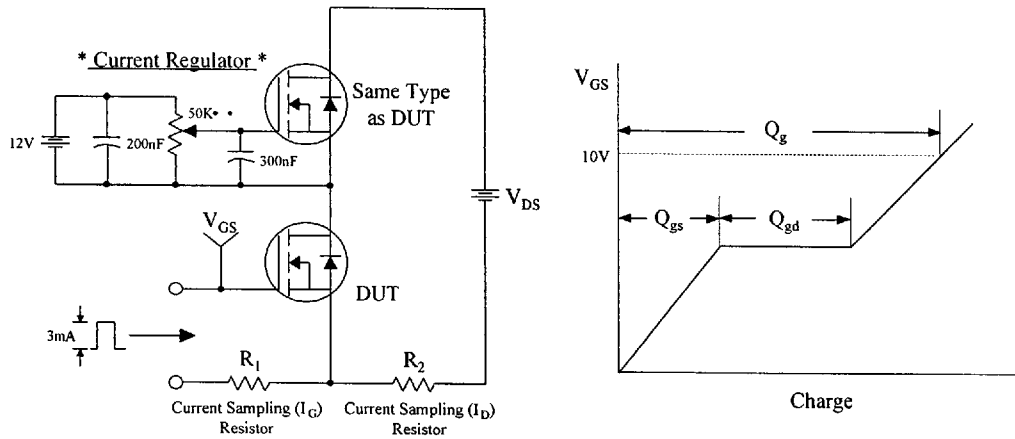 * Current Regulator *
50K
12V
200nF
300nF
Same Type
as DUT
V_DS
V_GS
DUT
3mA
R_1
R_2
Current Sampling (I_G)
Resistor
Current Sampling (I_D)
Resistor
V_GS
10V
Q_g
Q_gs
Q_gd
Charge